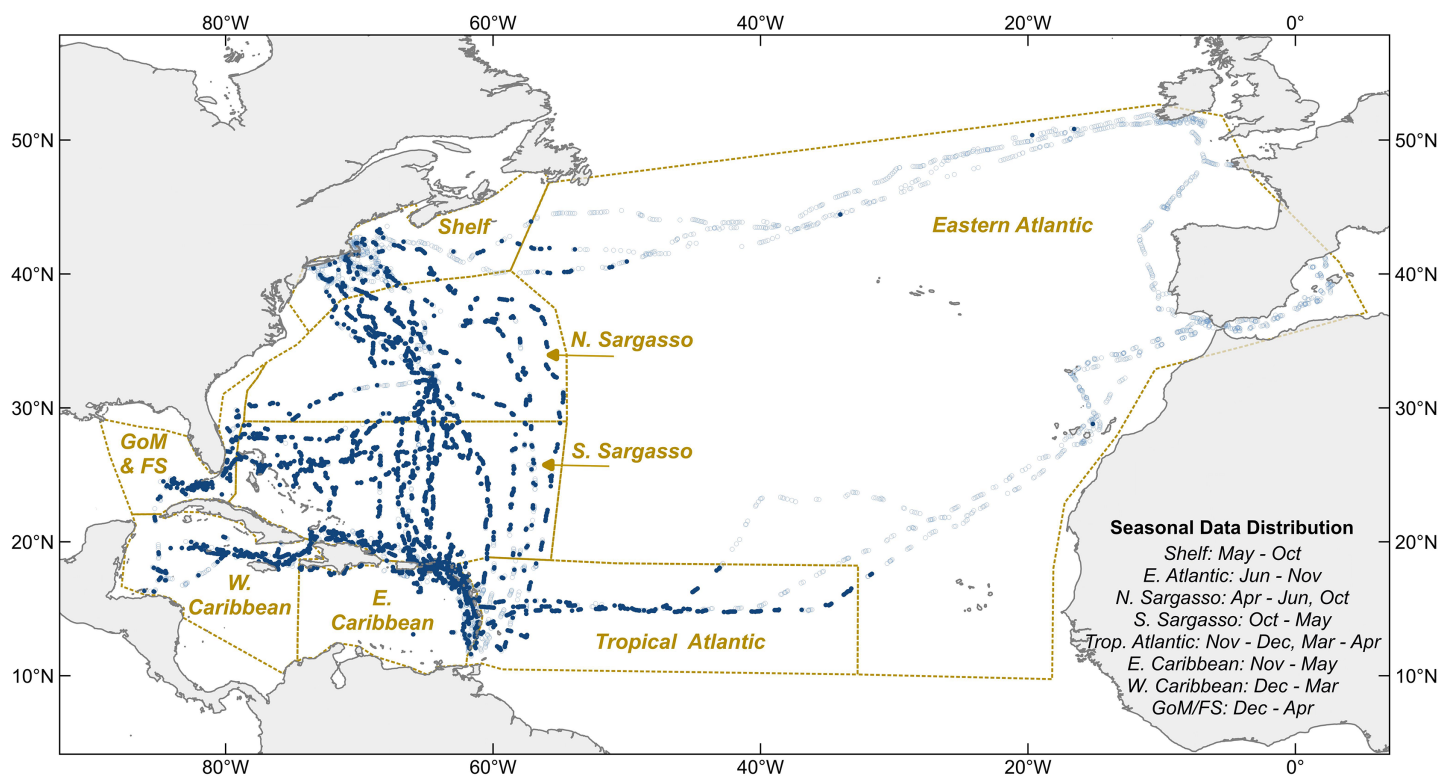 80°W 60°W 40°W 20°W 0°
50°N 50°N
Shelf
Eastern Atlantic
40°N 40°N
N. Sargasso
30°N 30°N
GoM
& FS
S. Sargasso
20°N 20°N
W.
Caribbean
E.
Caribbean
Tropical Atlantic
10°N 10°N
Seasonal Data Distribution
Shelf: May - Oct
E. Atlantic: Jun - Nov
N. Sargasso: Apr - Jun, Oct
S. Sargasso: Oct - May
Trop. Atlantic: Nov - Dec, Mar - Apr
E. Caribbean: Nov - May
W. Caribbean: Dec - Mar
GoM/FS: Dec - Apr
80°W 60°W 40°W 20°W 0°